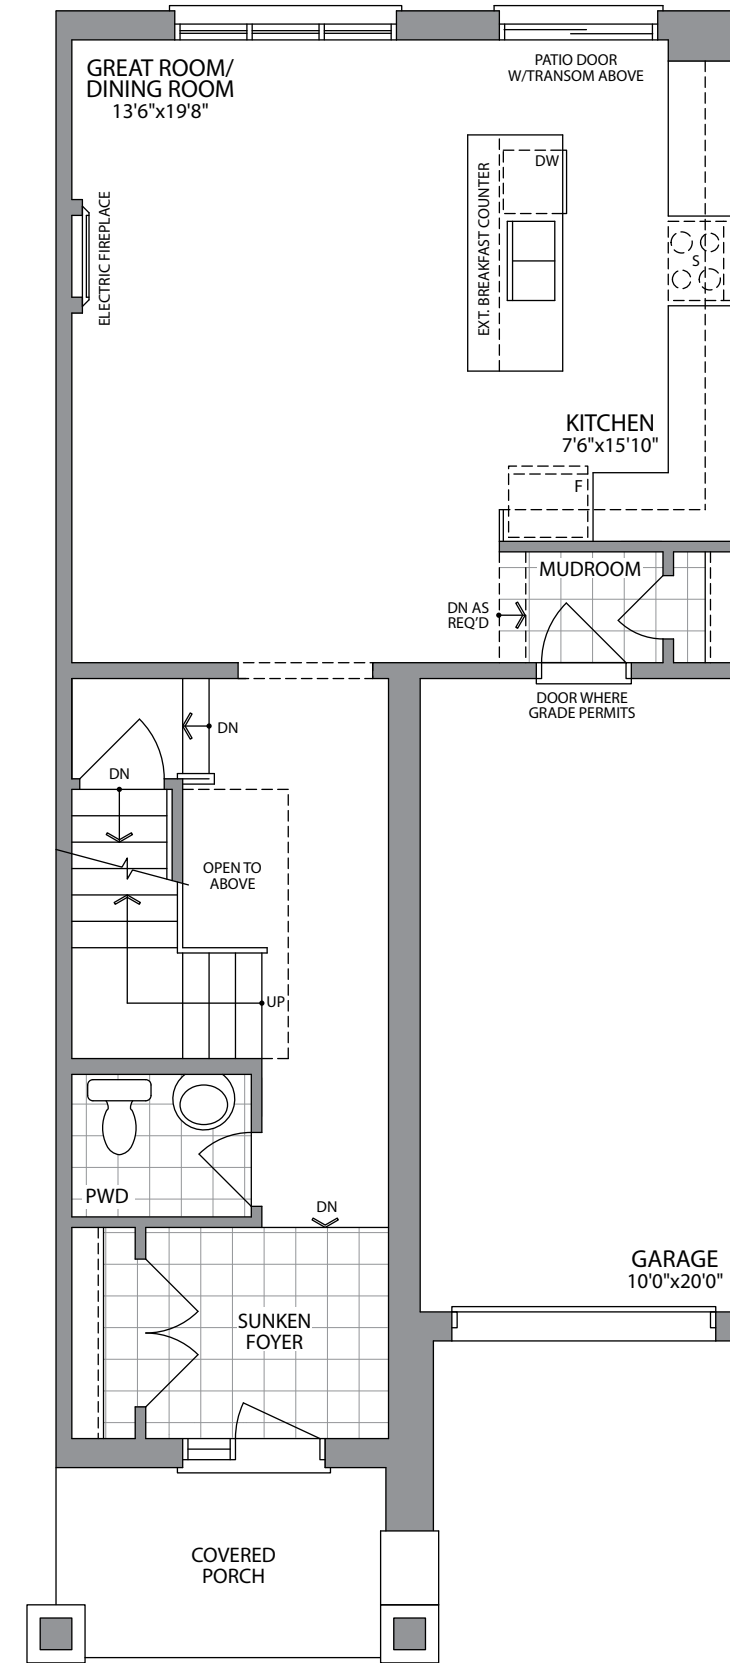 GREAT ROOM/
DINING ROOM
13'6"x19'8"
PATIO DOOR
W/TRANSOM ABOVE
ELECTRIC FIREPLACE
EXT. BREAKFAST COUNTER
DW
S
KITCHEN
7'6"x15'10"
F
MUDROOM
DN AS
REQ'D
DOOR WHERE
GRADE PERMITS
DN
DN
OPEN TO
ABOVE
UP
PWD
DN
GARAGE
10'0"x20'0"
SUNKEN
FOYER
COVERED
PORCH